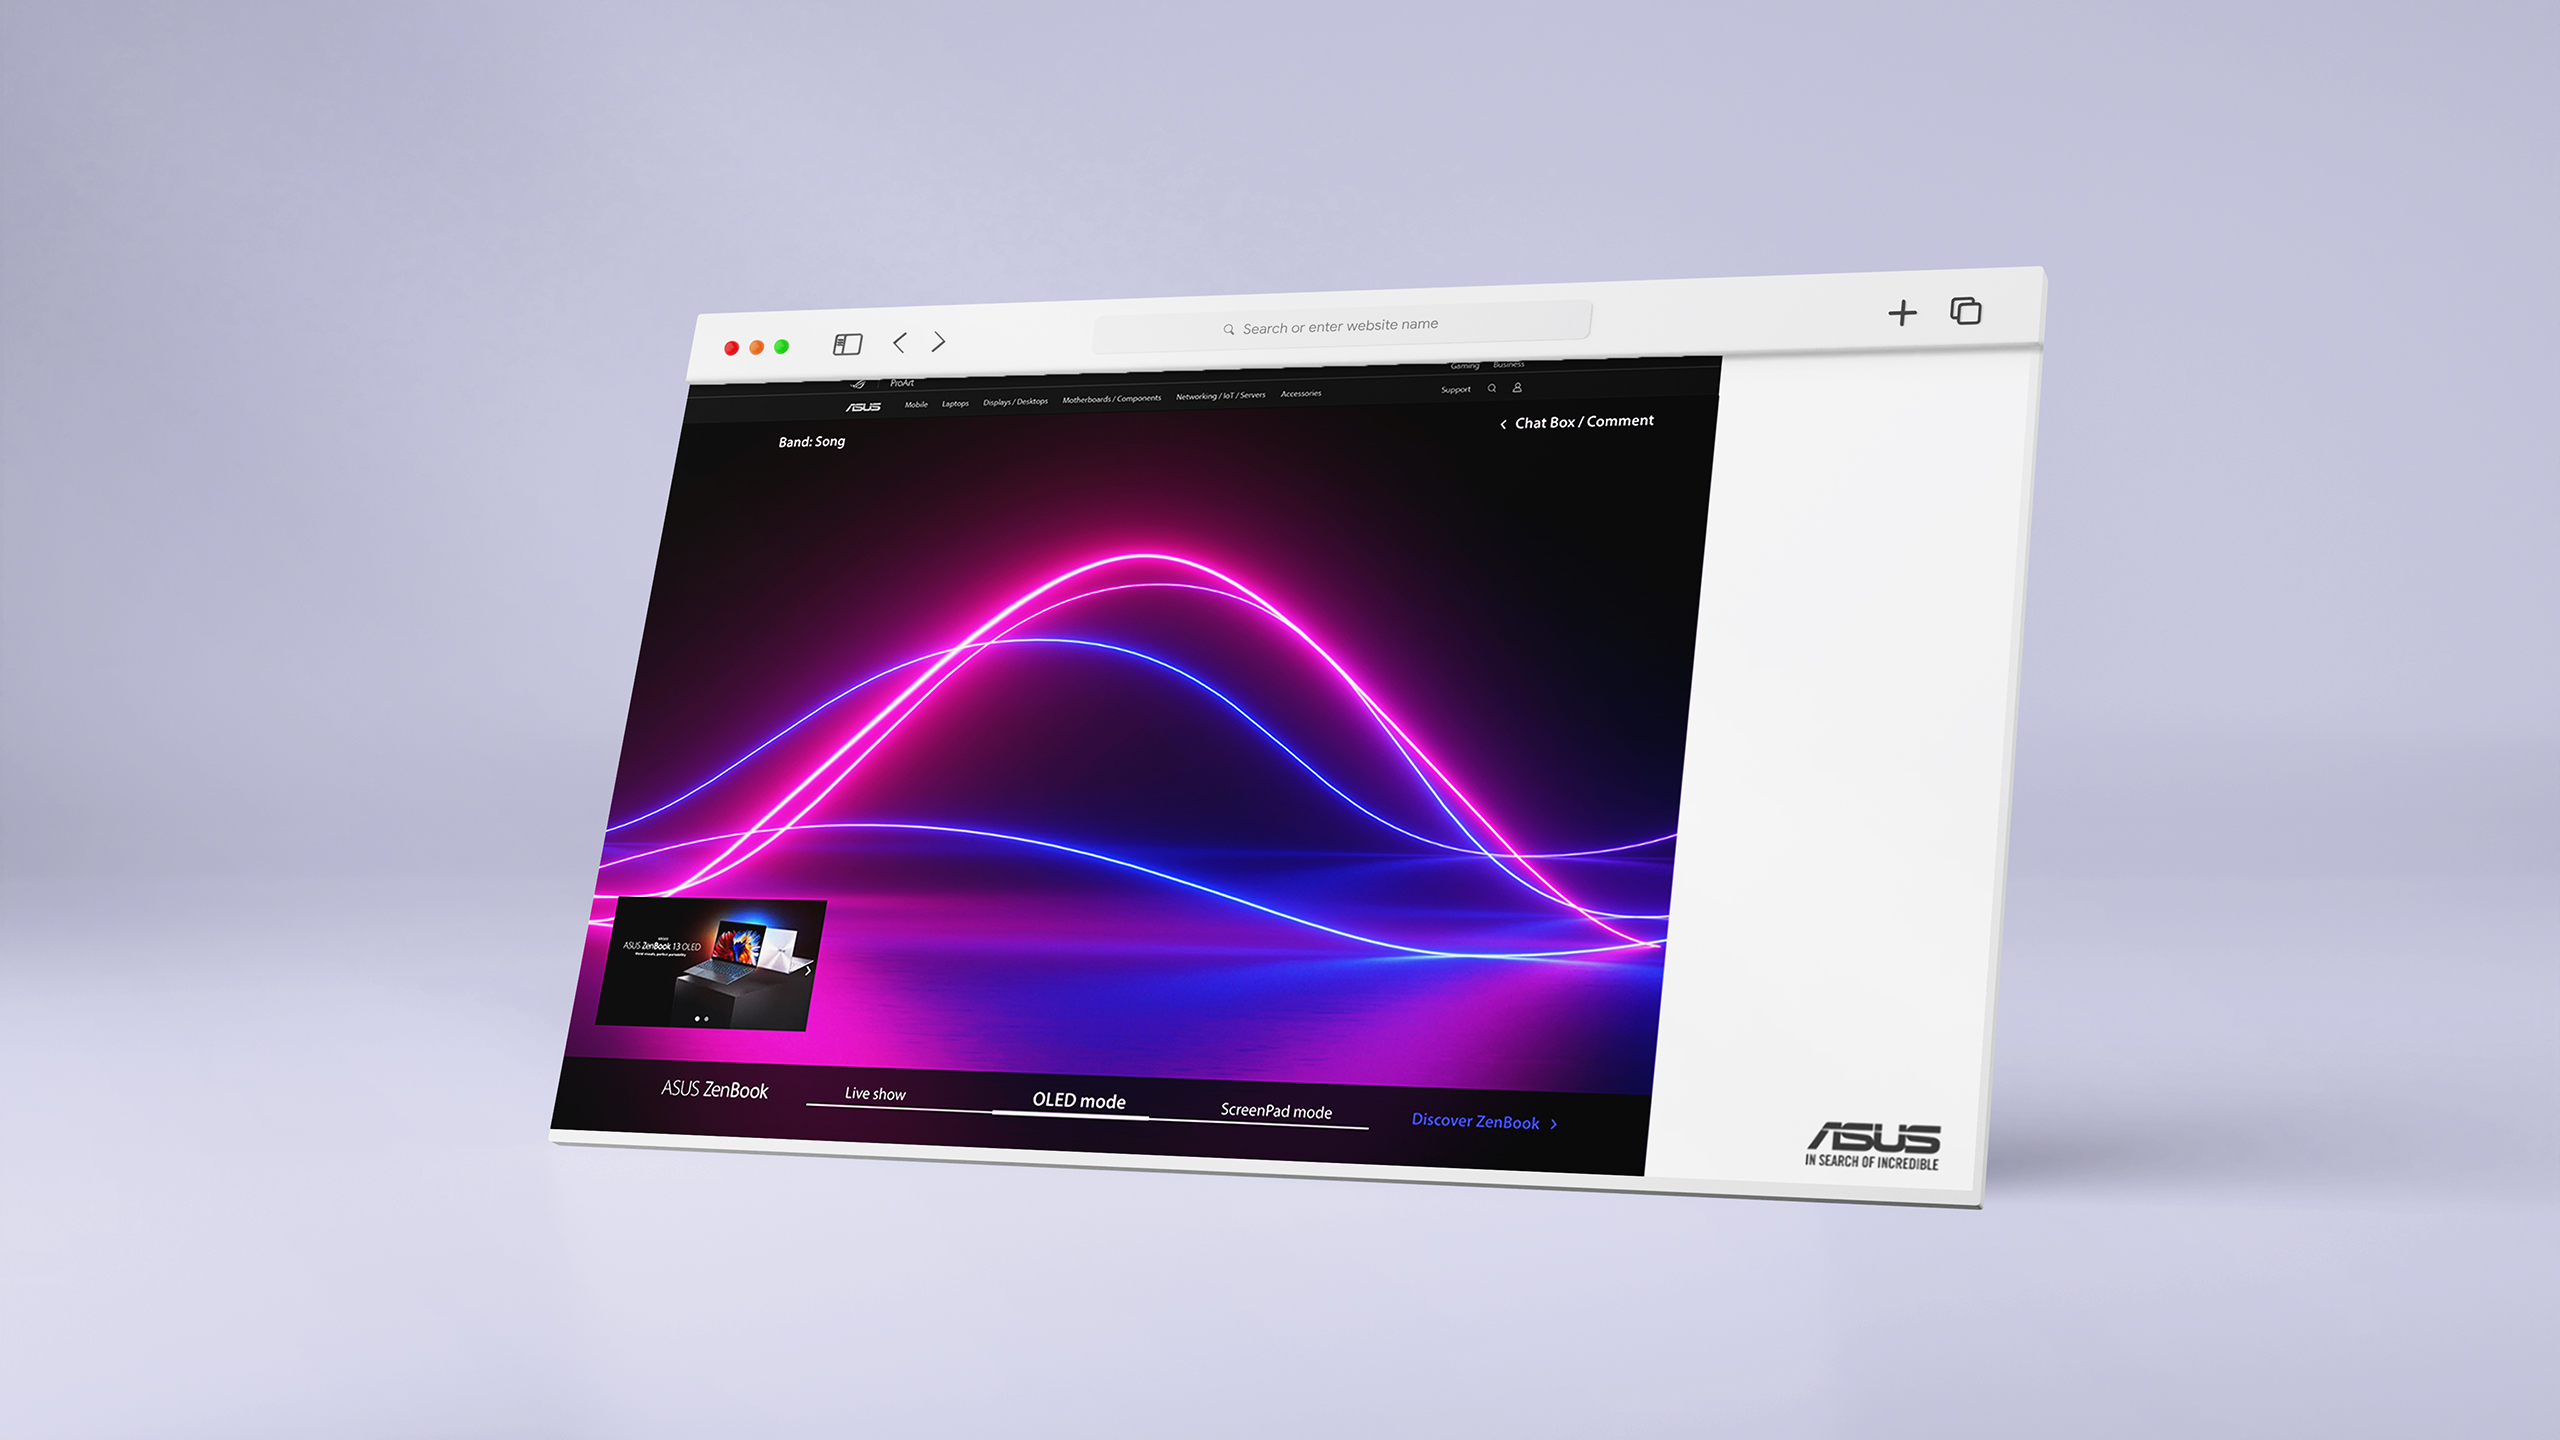 Search or enter website name
ProArt
Gaming Business
ASUS Mobile Laptops Displays / Desktops Motherboards / Components Networking / IoT / Servers Accessories Support
Band: Song
Chat Box / Comment
ASUS ZenBook 13 OLED
ASUS ZenBook
Live show
OLED mode
ScreenPad mode
Discover ZenBook
ASUS
IN SEARCH OF INCREDIBLE